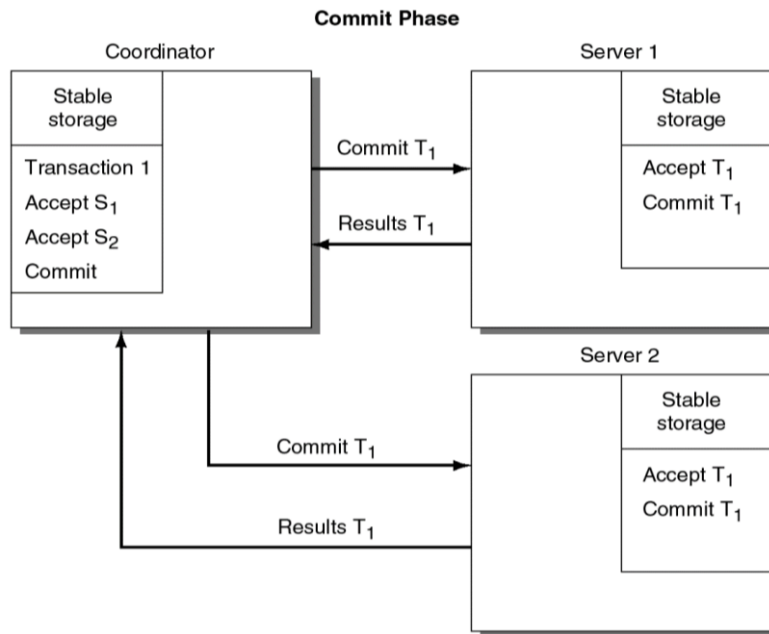 Commit Phase
Coordinator
Stable
storage
Transaction 1
Accept S₁
Accept S₂
Commit
Commit T₁
Results T₁
Server 1
Stable
storage
Accept T₁
Commit T₁
Commit T₁
Results T₁
Server 2
Stable
storage
Accept T₁
Commit T₁